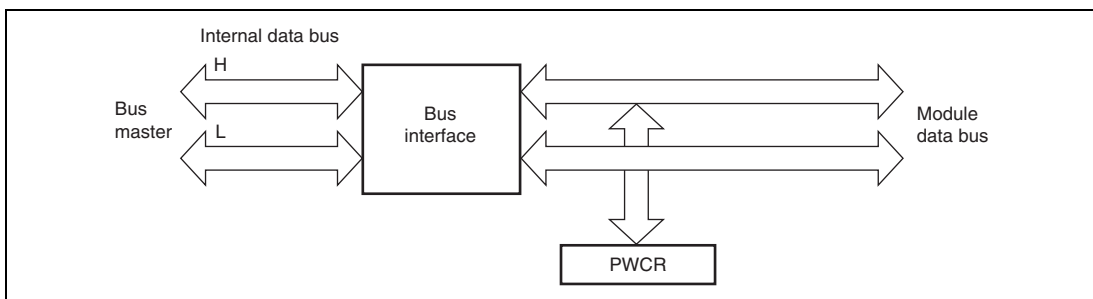 Internal data bus
H
Bus
master
L
Bus
interface
Module
data bus
PWCR